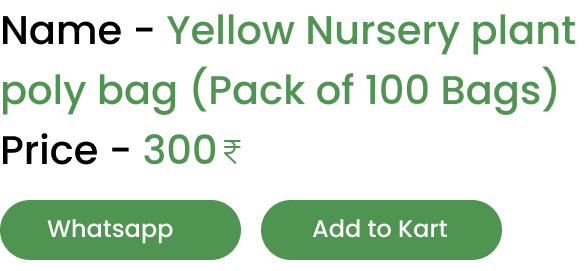 Name - Yellow Nursery plant
poly bag (Pack of 100 Bags)
Price - 300 ₹
Whatsapp Add to Kart